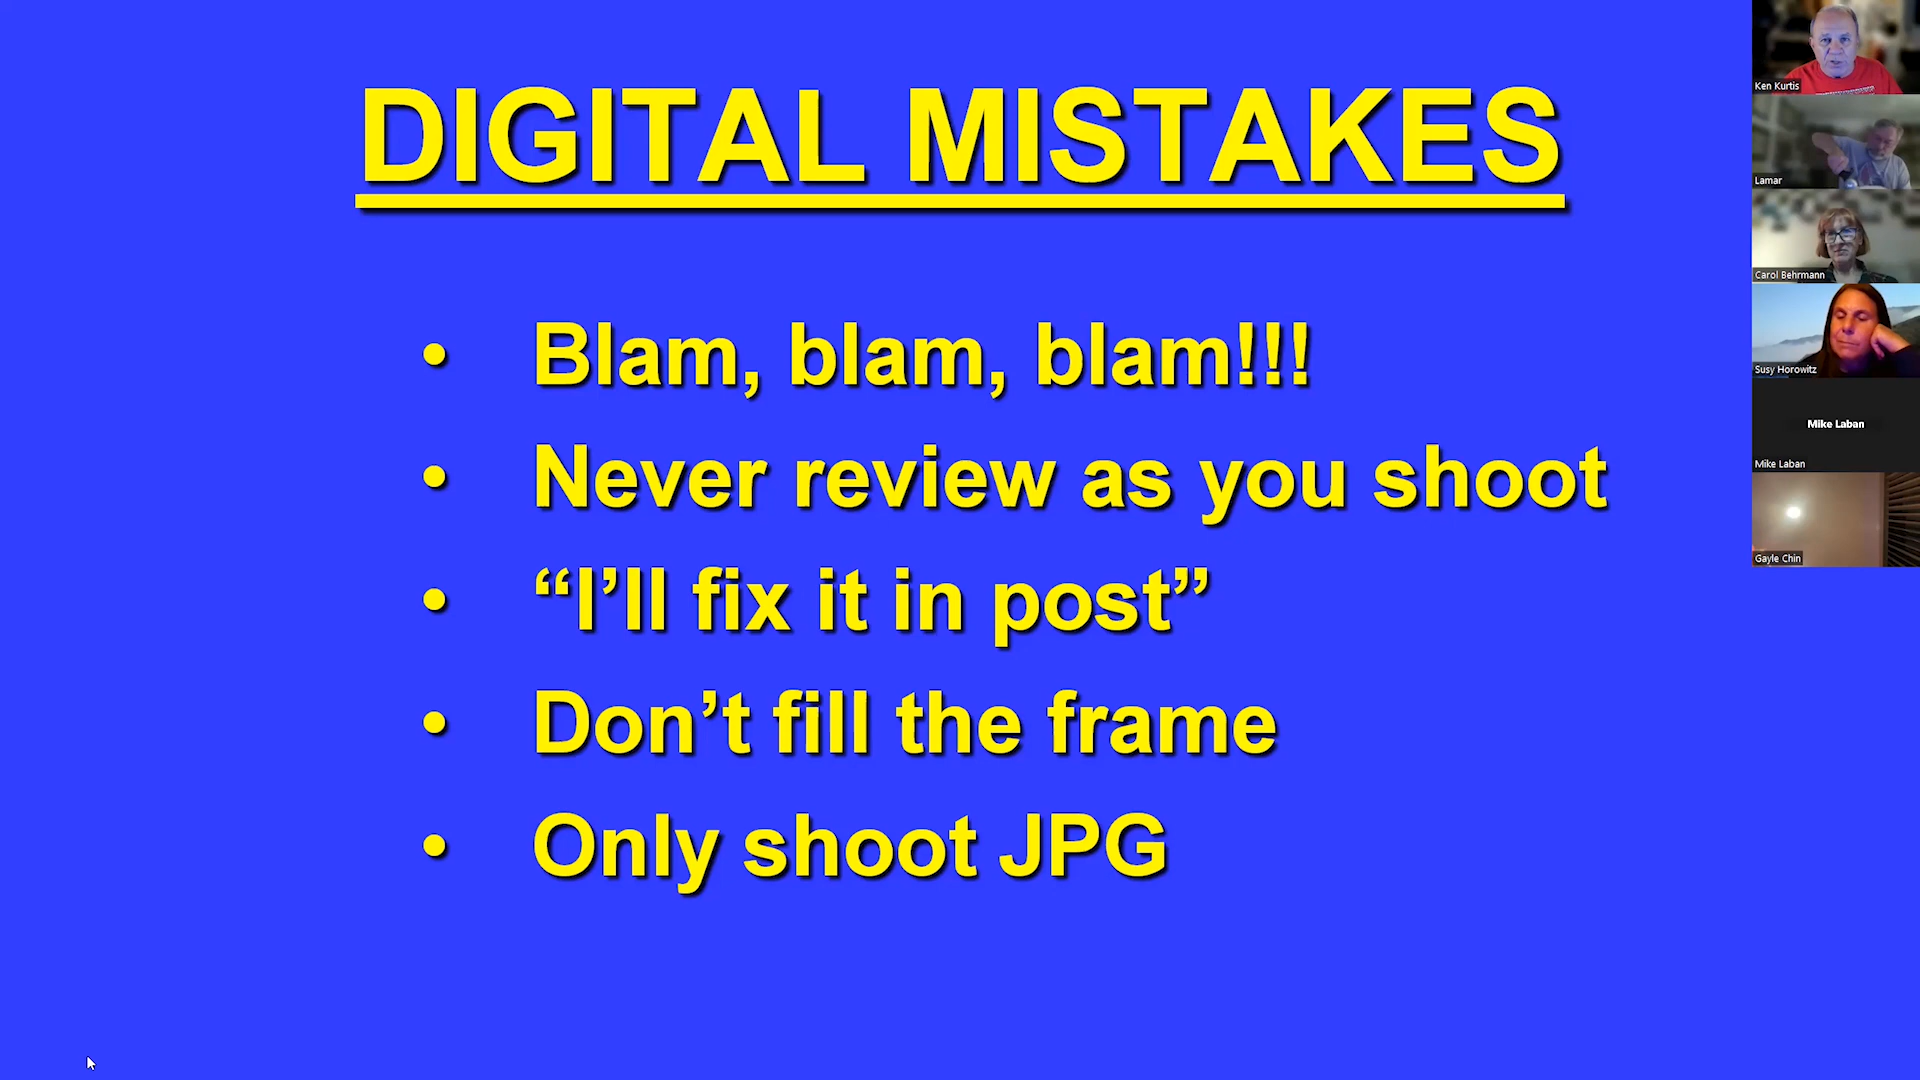 DIGITAL MISTAKES
• Blam, blam, blam!!!
• Never review as you shoot
• “I’ll fix it in post”
• Don’t fill the frame
• Only shoot JPG
Ken Kurtis
Lamar
Carol Behrmann
Susy Horowitz
Mike Laban
Mike Laban
Gayle Chin